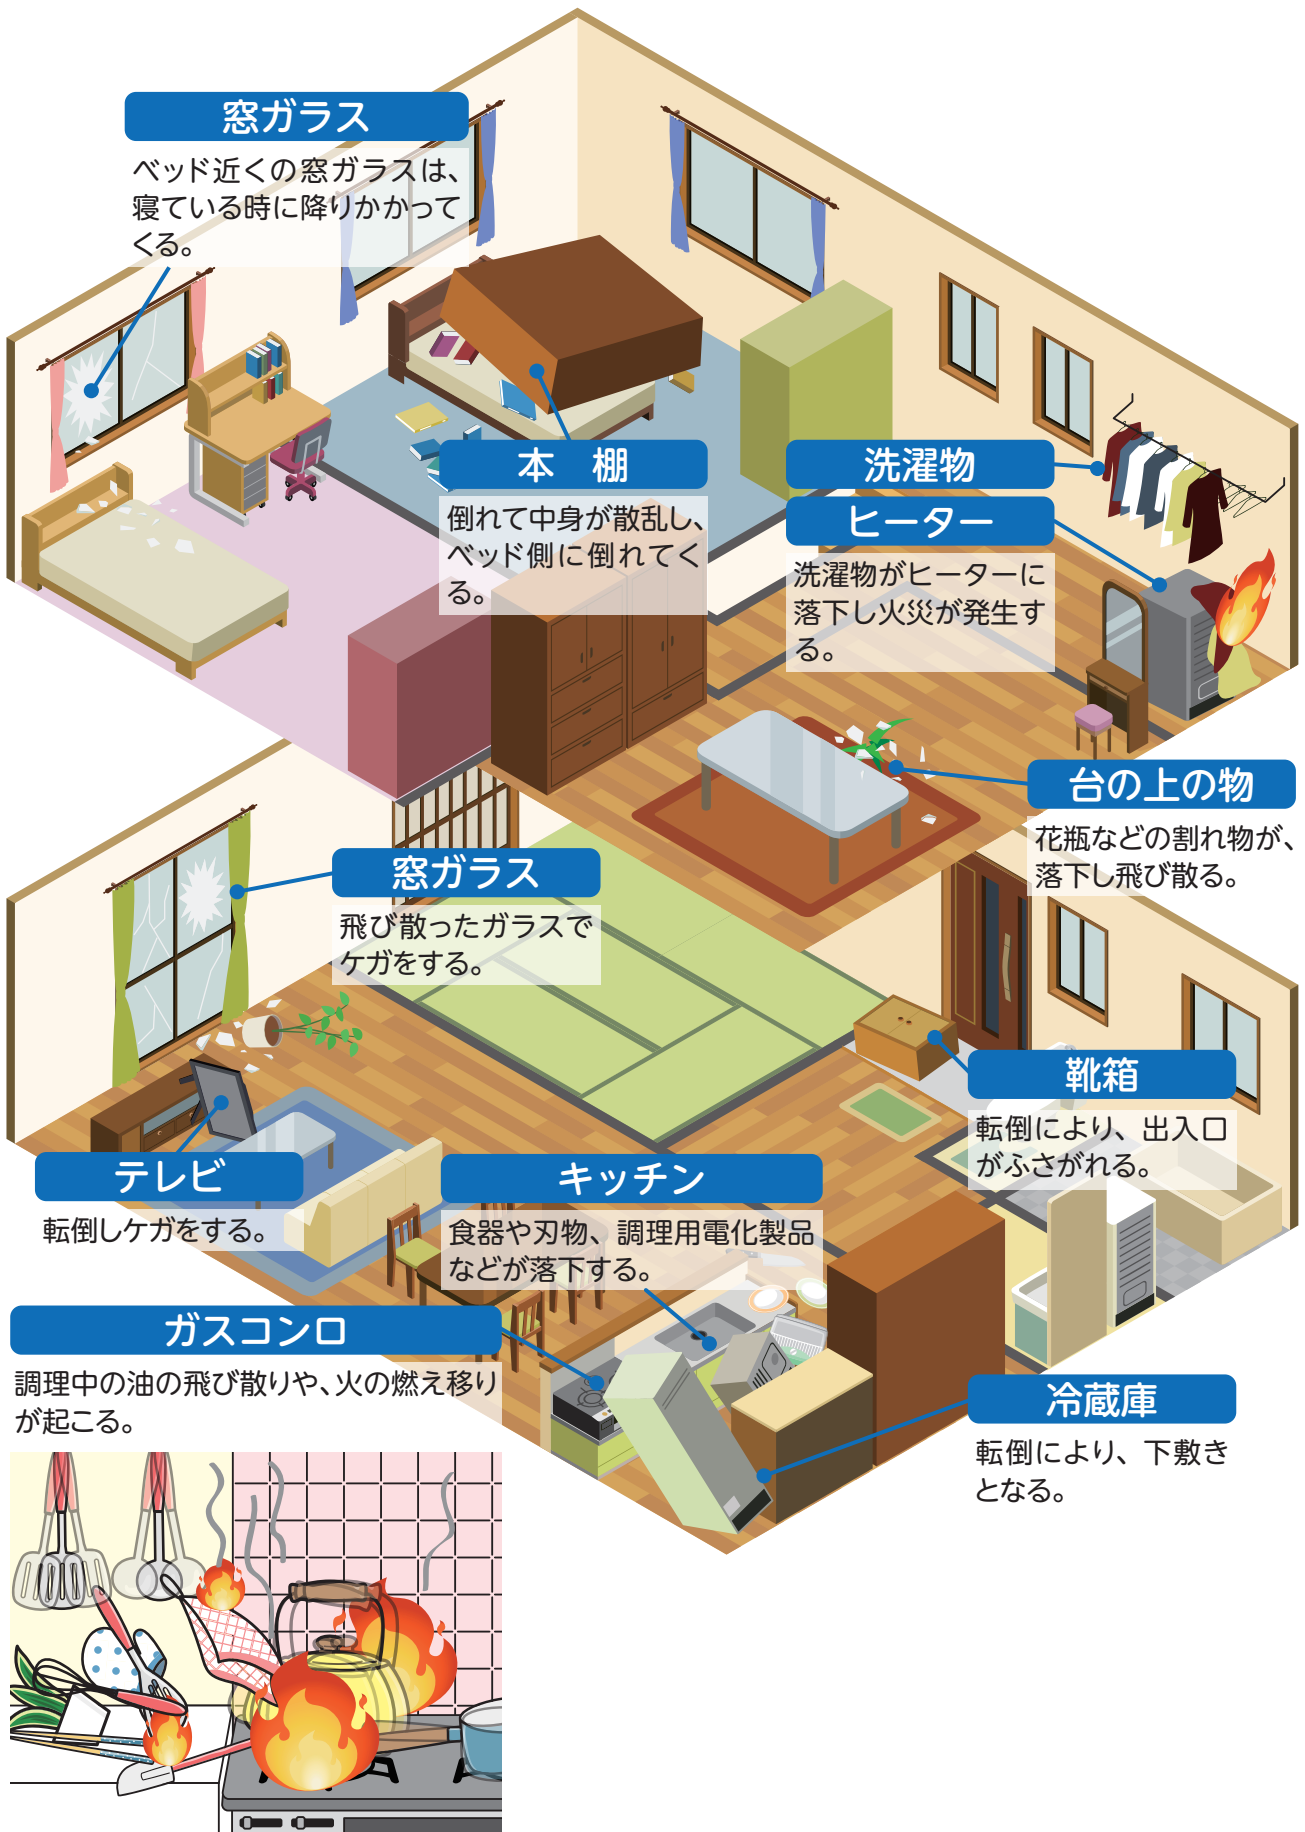 窓ガラス
ベッド近くの窓ガラスは、
寝ている時に降りかかって
くる。
本　棚
倒れて中身が散乱し、
ベッド側に倒れてく
る。
洗濯物
ヒーター
洗濯物がヒーターに
落下し火災が発生す
る。
台の上の物
花瓶などの割れ物が、
落下し飛び散る。
窓ガラス
飛び散ったガラスで
ケガをする。
靴箱
転倒により、出入口
がふさがれる。
テレビ
転倒しケガをする。
キッチン
食器や刃物、調理用電化製品
などが落下する。
ガスコンロ
調理中の油の飛び散りや、火の燃え移り
が起こる。
冷蔵庫
転倒により、下敷き
となる。